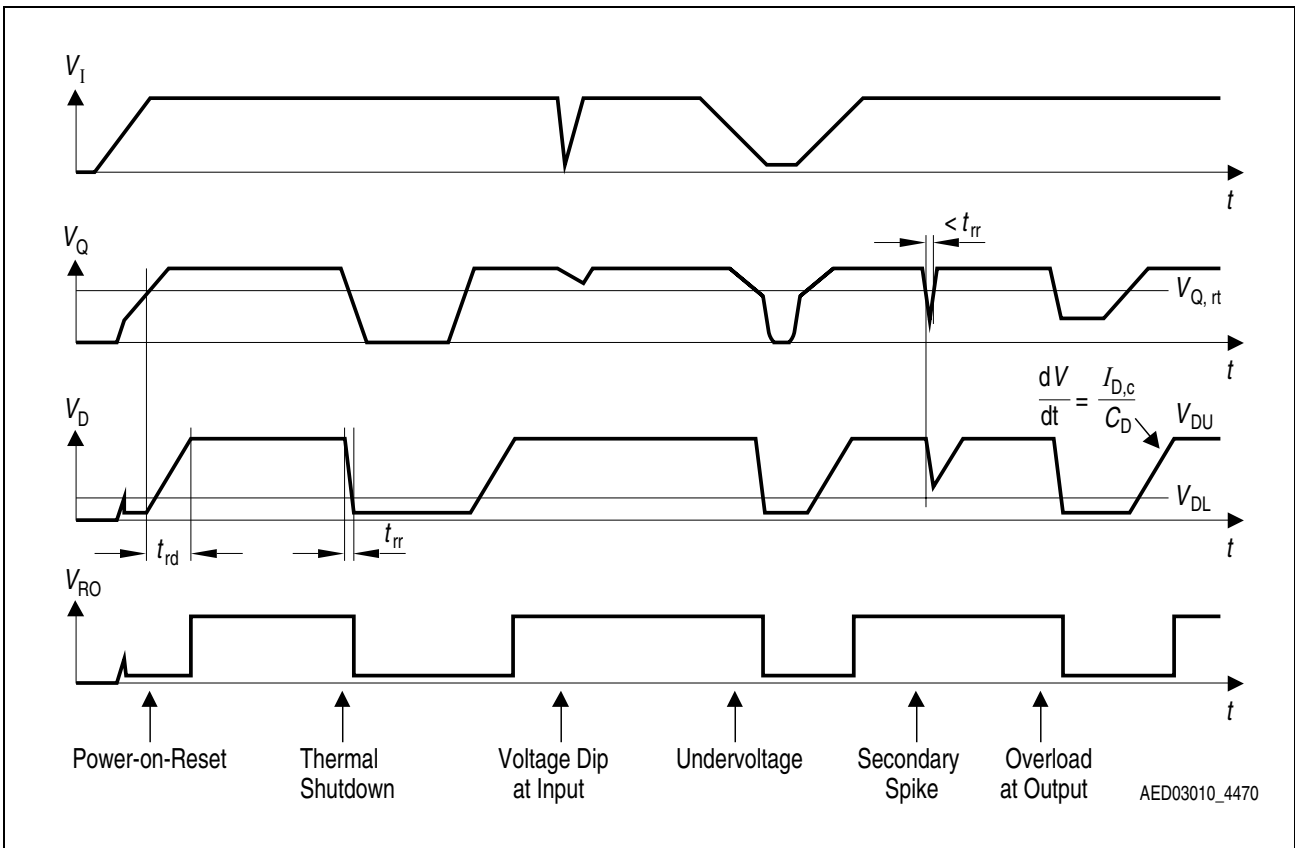 V_I
t
< t_rr
V_Q
V_Q, rt
t
dV/dt = I_D,c/C_D
V_D
V_DU
V_DL
t_rd
t_rr
t
V_RO
t
Power-on-Reset
Thermal
Shutdown
Voltage Dip
at Input
Undervoltage
Secondary
Spike
Overload
at Output
AED03010_4470